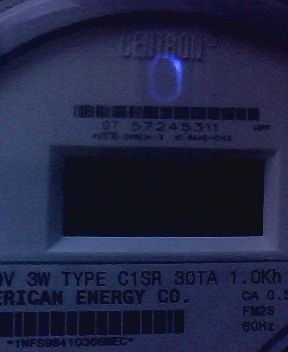 CENTRON
07 57245311
0V 3W TYPE C1SR 30TA 1.0Kh
ERICAN ENERGY CO.
CA 0.5
FM2S
60Hz